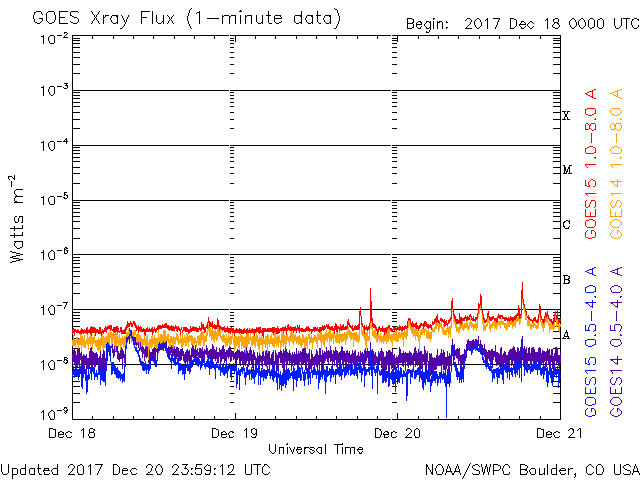 GOES Xray Flux (1-minute data)
Begin: 2017 Dec 18 0000 UTC
10-2
10-3
10-4
10-5
10-6
10-7
10-8
10-9
Watts m-2
X
M
C
B
A
GOES15 1.0-8.0 A
GOES14 1.0-8.0 A
GOES15 0.5-4.0 A
GOES14 0.5-4.0 A
Dec 18
Dec 19
Dec 20
Dec 21
Universal Time
Updated 2017 Dec 20 23:59:12 UTC
NOAA/SWPC Boulder, CO USA